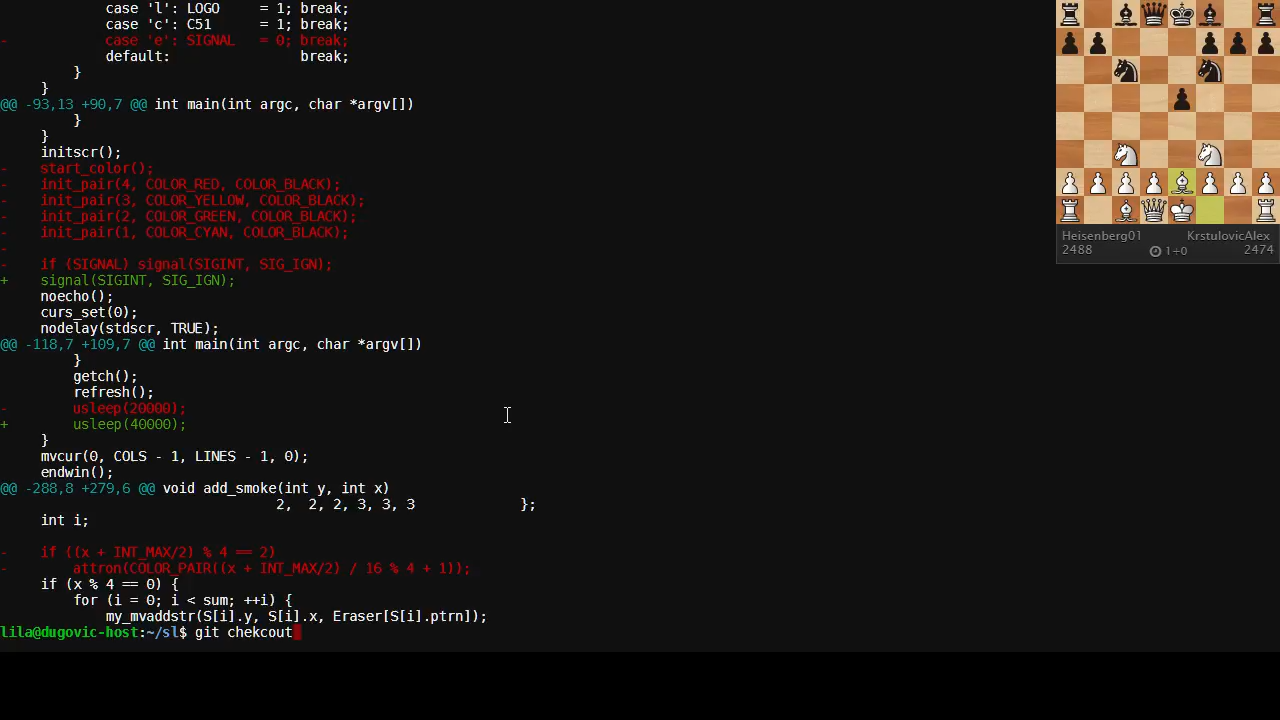 case 'l': LOGO      = 1; break;
             case 'c': C51       = 1; break;
-            case 'e': SIGNAL   = 0; break;
             default:                break;
         }
     }
@@ -93,13 +90,7 @@ int main(int argc, char *argv[])
         }
     }
     initscr();
-    start_color();
-    init_pair(4, COLOR_RED, COLOR_BLACK);
-    init_pair(3, COLOR_YELLOW, COLOR_BLACK);
-    init_pair(2, COLOR_GREEN, COLOR_BLACK);
-    init_pair(1, COLOR_CYAN, COLOR_BLACK);
-
-    if (SIGNAL) signal(SIGINT, SIG_IGN);
+    signal(SIGINT, SIG_IGN);
     noecho();
     curs_set(0);
     nodelay(stdscr, TRUE);
@@ -118,7 +109,7 @@ int main(int argc, char *argv[])
         }
         getch();
         refresh();
-        usleep(20000);
+        usleep(40000);
     }
     mvcur(0, COLS - 1, LINES - 1, 0);
     endwin();
@@ -288,8 +279,6 @@ void add_smoke(int y, int x)
                                  2,  2, 2, 3, 3, 3             };
     int i;
-    if ((x + INT_MAX/2) % 4 == 2)
-        attron(COLOR_PAIR((x + INT_MAX/2) / 16 % 4 + 1));
     if (x % 4 == 0) {
         for (i = 0; i < sum; ++i) {
             my_mvaddstr(S[i].y, S[i].x, Eraser[S[i].ptrn]);
lila@dugovic-host:~/sl$ git chekcout
Heisenberg01 KrstulovicAlex
2488 1+0 2474